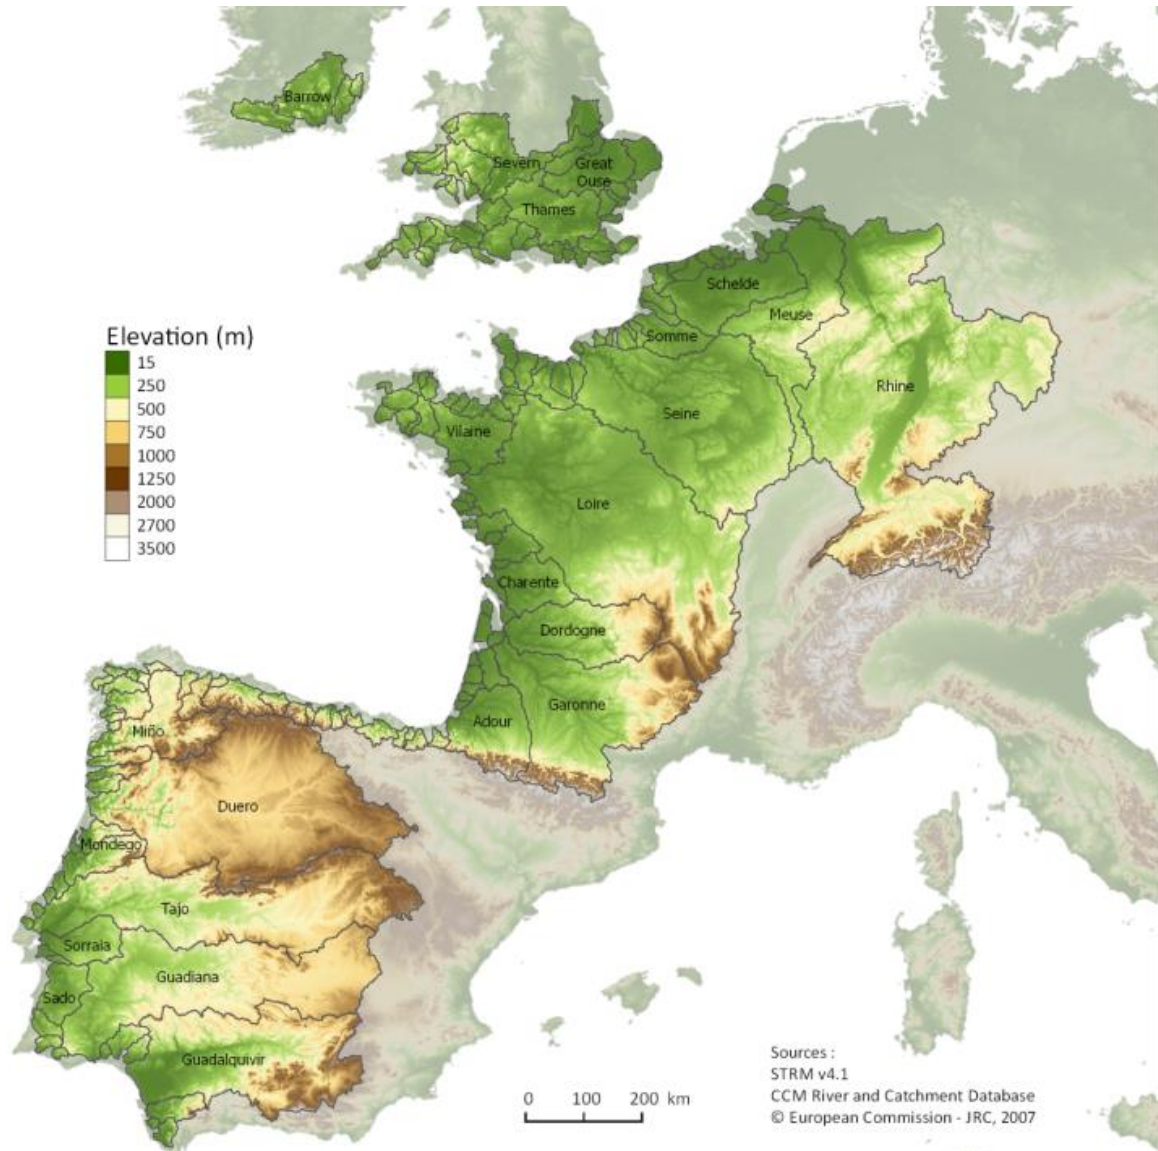 Barrow
Severn
Great
Ouse
Thames
Schelde
Meuse
Somme
Rhine
Seine
Vilaine
Loire
Charente
Dordogne
Garonne
Adour
Miño
Duero
Mondego
Tajo
Sorraia
Guadiana
Sado
Guadalquivir
Elevation (m)
15
250
500
750
1000
1250
2000
2700
3500
0 100 200 km
Sources :
STRM v4.1
CCM River and Catchment Database
© European Commission - JRC, 2007